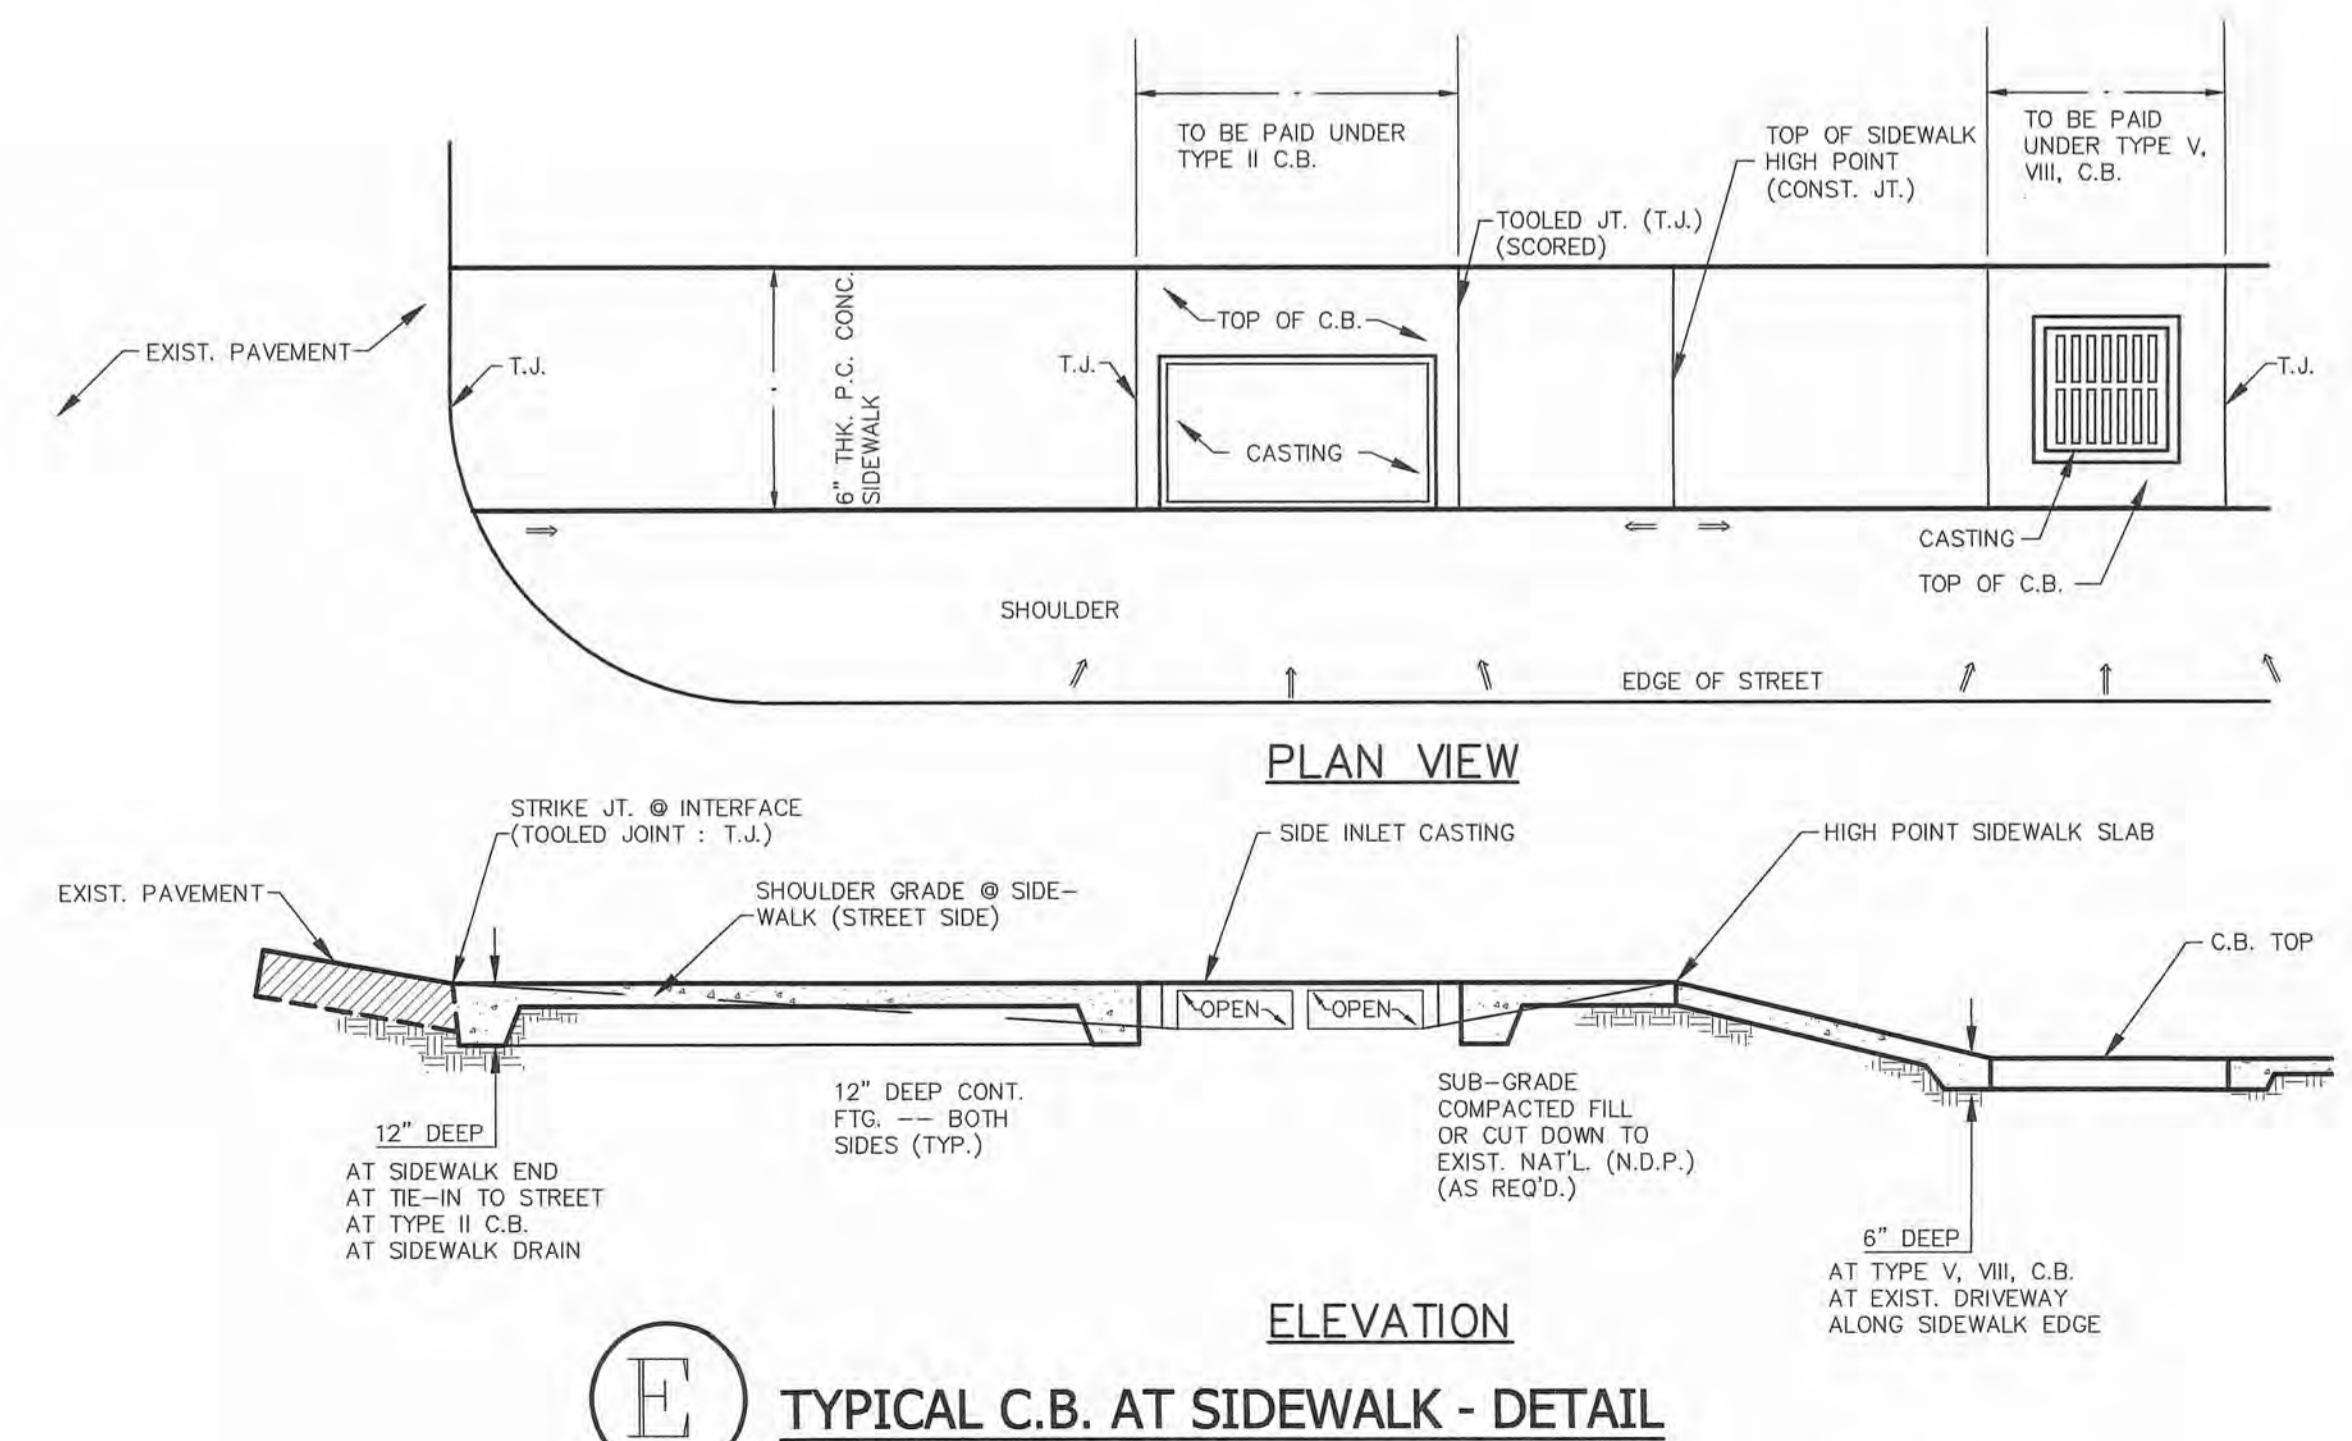 TO BE PAID UNDER
TYPE II C.B.
TOP OF SIDEWALK
HIGH POINT
(CONST. JT.)
TO BE PAID
UNDER TYPE V,
VIII, C.B.
TOOLED JT. (T.J.)
(SCORED)
EXIST. PAVEMENT
T.J.
6" THK. P.C. CONC.
SIDEWALK
T.J.
TOP OF C.B.
CASTING
T.J.
CASTING
TOP OF C.B.
SHOULDER
EDGE OF STREET
PLAN VIEW
STRIKE JT. @ INTERFACE
(TOOLED JOINT : T.J.)
SIDE INLET CASTING
HIGH POINT SIDEWALK SLAB
EXIST. PAVEMENT
SHOULDER GRADE @ SIDE-
WALK (STREET SIDE)
C.B. TOP
OPEN
OPEN
12" DEEP
AT SIDEWALK END
AT TIE-IN TO STREET
AT TYPE II C.B.
AT SIDEWALK DRAIN
12" DEEP CONT.
FTG. -- BOTH
SIDES (TYP.)
SUB-GRADE
COMPACTED FILL
OR CUT DOWN TO
EXIST. NAT'L. (N.D.P.)
(AS REQ'D.)
6" DEEP
AT TYPE V, VIII, C.B.
AT EXIST. DRIVEWAY
ALONG SIDEWALK EDGE
ELEVATION
E
TYPICAL C.B. AT SIDEWALK - DETAIL